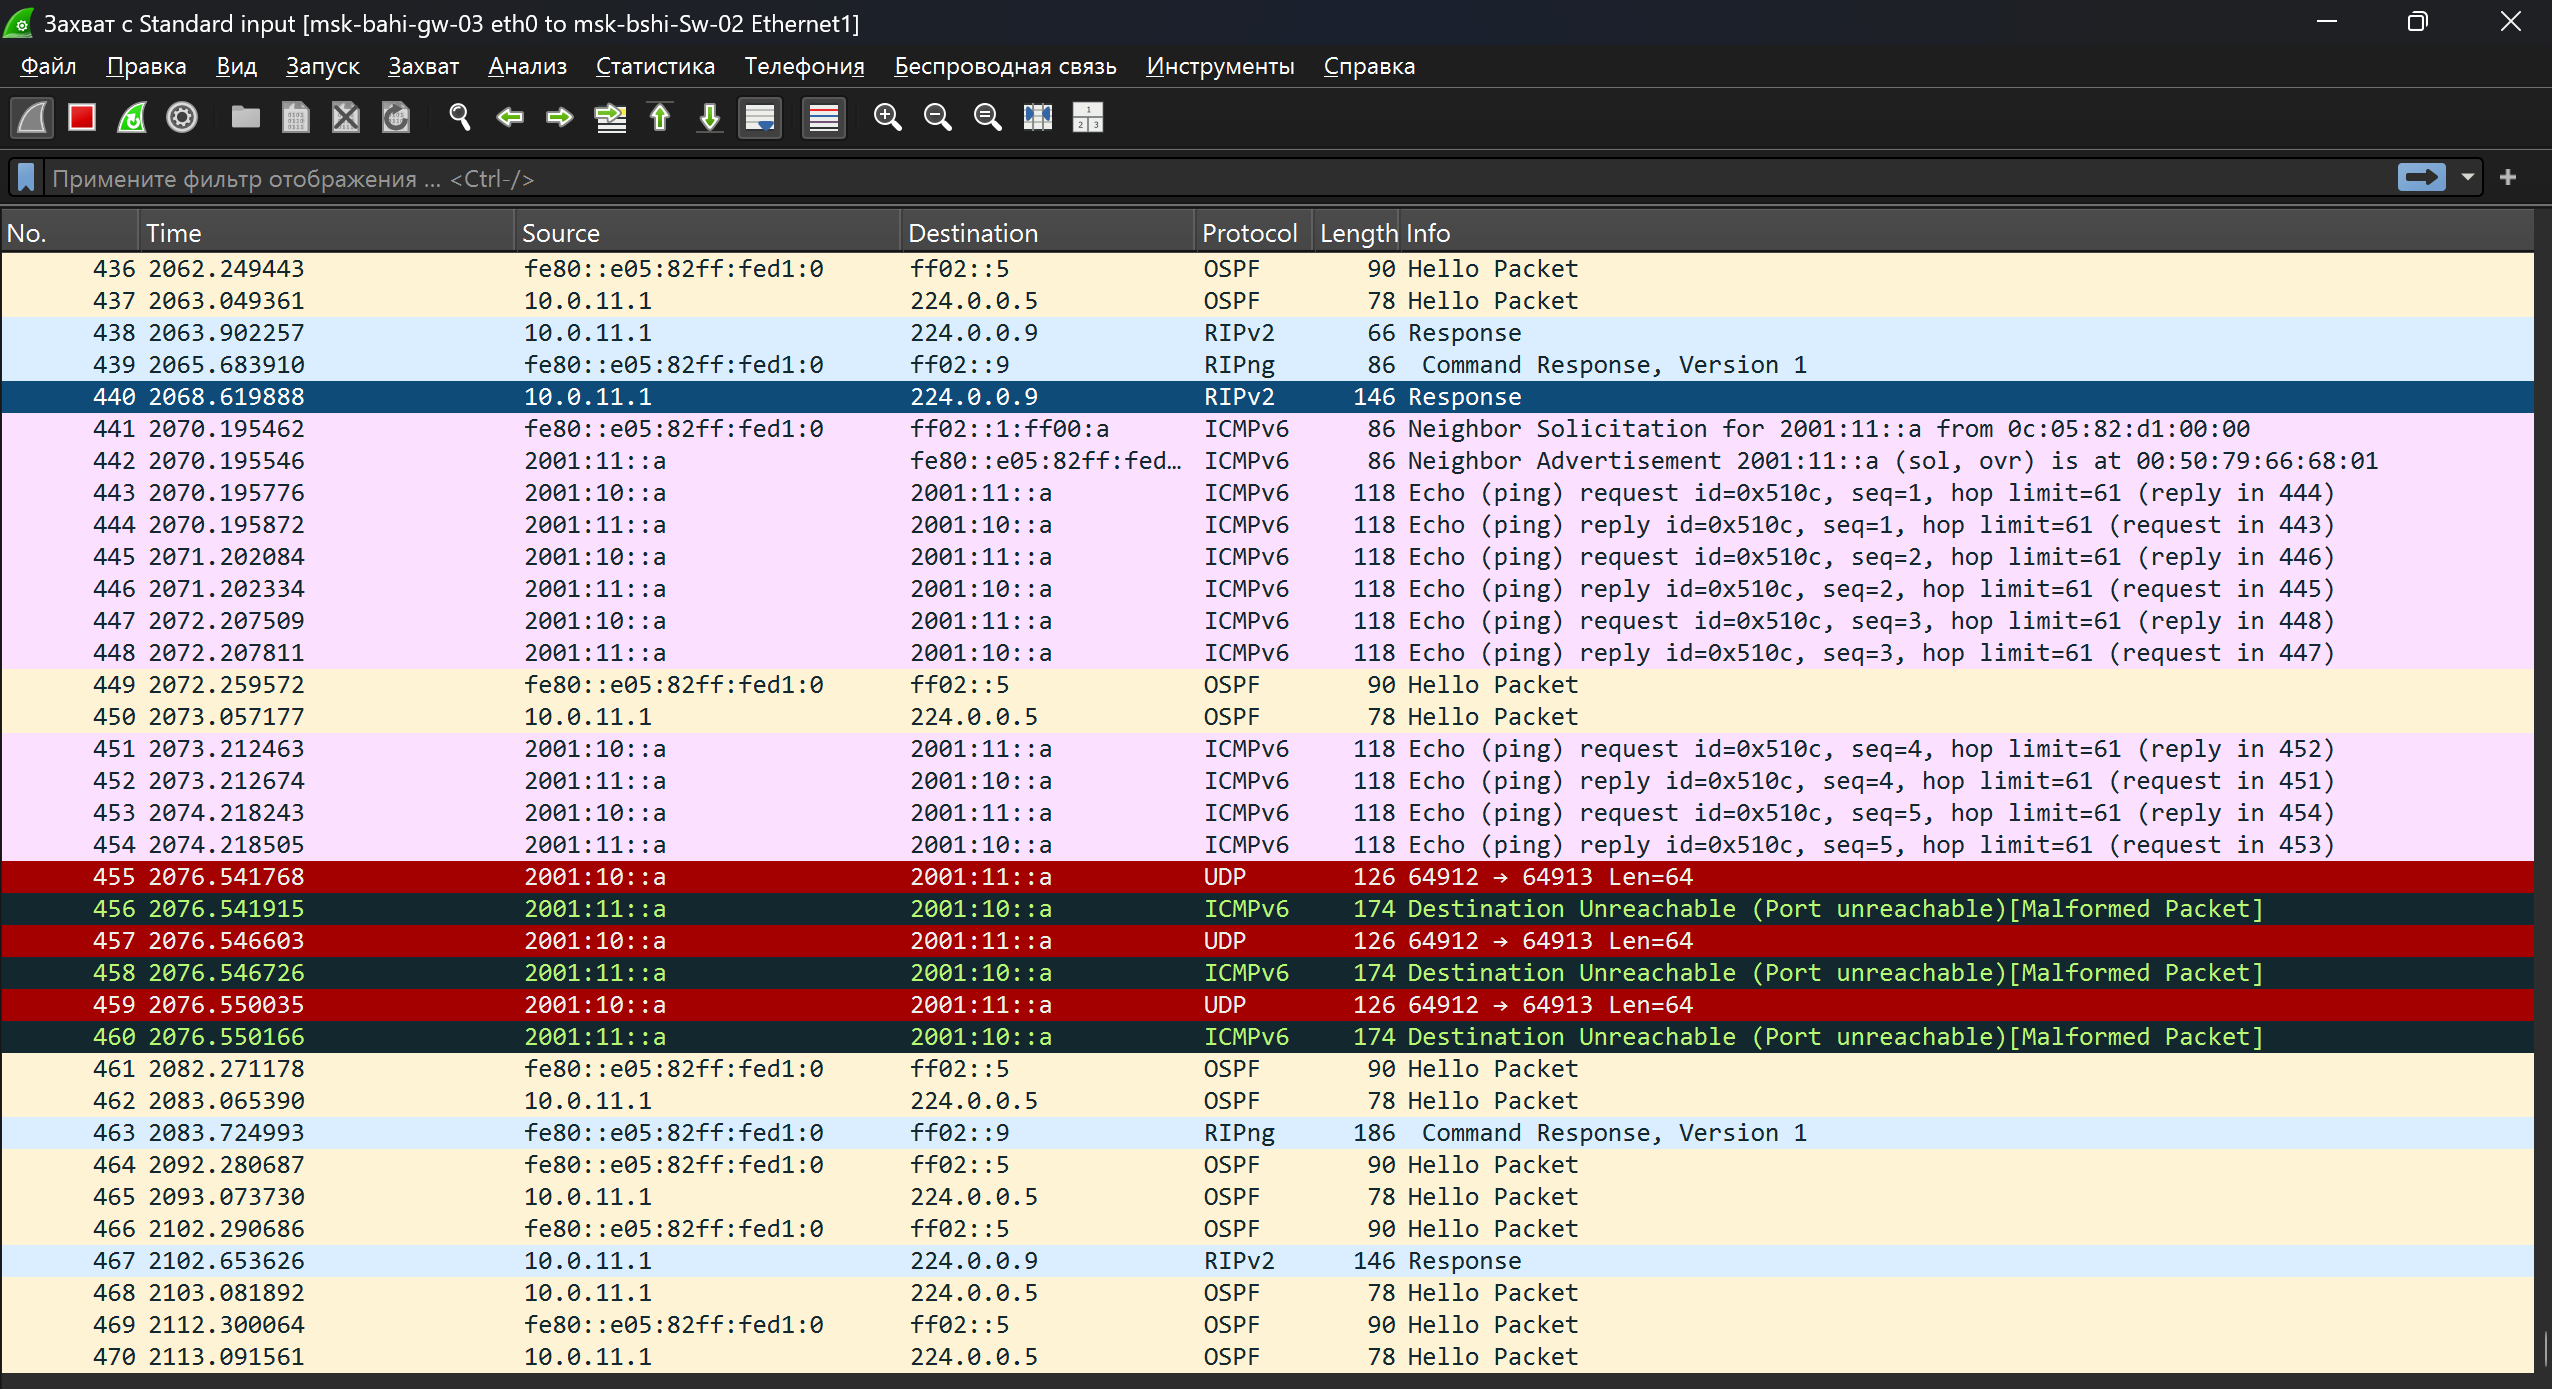 Захват с Standard input [msk-bahi-gw-03 eth0 to msk-bshi-Sw-02 Ethernet1]
Файл Правка Вид Запуск Захват Анализ Статистика Телефония Беспроводная связь Инструменты Справка
Примените фильтр отображения ... <Ctrl-/>
No. Time Source Destination Protocol Length Info
436 2062.249443 fe80::e05:82ff:fed1:0 ff02::5 OSPF 90 Hello Packet
437 2063.049361 10.0.11.1 224.0.0.5 OSPF 78 Hello Packet
438 2063.902257 10.0.11.1 224.0.0.9 RIPv2 66 Response
439 2065.683910 fe80::e05:82ff:fed1:0 ff02::9 RIPng 86 Command Response, Version 1
440 2068.619888 10.0.11.1 224.0.0.9 RIPv2 146 Response
441 2070.195462 fe80::e05:82ff:fed1:0 ff02::1:ff00:a ICMPv6 86 Neighbor Solicitation for 2001:11::a from 0c:05:82:d1:00:00
442 2070.195546 2001:11::a fe80::e05:82ff:fed… ICMPv6 86 Neighbor Advertisement 2001:11::a (sol, ovr) is at 00:50:79:66:68:01
443 2070.195776 2001:10::a 2001:11::a ICMPv6 118 Echo (ping) request id=0x510c, seq=1, hop limit=61 (reply in 444)
444 2070.195872 2001:11::a 2001:10::a ICMPv6 118 Echo (ping) reply id=0x510c, seq=1, hop limit=61 (request in 443)
445 2071.202084 2001:10::a 2001:11::a ICMPv6 118 Echo (ping) request id=0x510c, seq=2, hop limit=61 (reply in 446)
446 2071.202334 2001:11::a 2001:10::a ICMPv6 118 Echo (ping) reply id=0x510c, seq=2, hop limit=61 (request in 445)
447 2072.207509 2001:10::a 2001:11::a ICMPv6 118 Echo (ping) request id=0x510c, seq=3, hop limit=61 (reply in 448)
448 2072.207811 2001:11::a 2001:10::a ICMPv6 118 Echo (ping) reply id=0x510c, seq=3, hop limit=61 (request in 447)
449 2072.259572 fe80::e05:82ff:fed1:0 ff02::5 OSPF 90 Hello Packet
450 2073.057177 10.0.11.1 224.0.0.5 OSPF 78 Hello Packet
451 2073.212463 2001:10::a 2001:11::a ICMPv6 118 Echo (ping) request id=0x510c, seq=4, hop limit=61 (reply in 452)
452 2073.212674 2001:11::a 2001:10::a ICMPv6 118 Echo (ping) reply id=0x510c, seq=4, hop limit=61 (request in 451)
453 2074.218243 2001:10::a 2001:11::a ICMPv6 118 Echo (ping) request id=0x510c, seq=5, hop limit=61 (reply in 454)
454 2074.218505 2001:11::a 2001:10::a ICMPv6 118 Echo (ping) reply id=0x510c, seq=5, hop limit=61 (request in 453)
455 2076.541768 2001:10::a 2001:11::a UDP 126 64912 → 64913 Len=64
456 2076.541915 2001:11::a 2001:10::a ICMPv6 174 Destination Unreachable (Port unreachable)[Malformed Packet]
457 2076.546603 2001:10::a 2001:11::a UDP 126 64912 → 64913 Len=64
458 2076.546726 2001:11::a 2001:10::a ICMPv6 174 Destination Unreachable (Port unreachable)[Malformed Packet]
459 2076.550035 2001:10::a 2001:11::a UDP 126 64912 → 64913 Len=64
460 2076.550166 2001:11::a 2001:10::a ICMPv6 174 Destination Unreachable (Port unreachable)[Malformed Packet]
461 2082.271178 fe80::e05:82ff:fed1:0 ff02::5 OSPF 90 Hello Packet
462 2083.065390 10.0.11.1 224.0.0.5 OSPF 78 Hello Packet
463 2083.724993 fe80::e05:82ff:fed1:0 ff02::9 RIPng 186 Command Response, Version 1
464 2092.280687 fe80::e05:82ff:fed1:0 ff02::5 OSPF 90 Hello Packet
465 2093.073730 10.0.11.1 224.0.0.5 OSPF 78 Hello Packet
466 2102.290686 fe80::e05:82ff:fed1:0 ff02::5 OSPF 90 Hello Packet
467 2102.653626 10.0.11.1 224.0.0.9 RIPv2 146 Response
468 2103.081892 10.0.11.1 224.0.0.5 OSPF 78 Hello Packet
469 2112.300064 fe80::e05:82ff:fed1:0 ff02::5 OSPF 90 Hello Packet
470 2113.091561 10.0.11.1 224.0.0.5 OSPF 78 Hello Packet